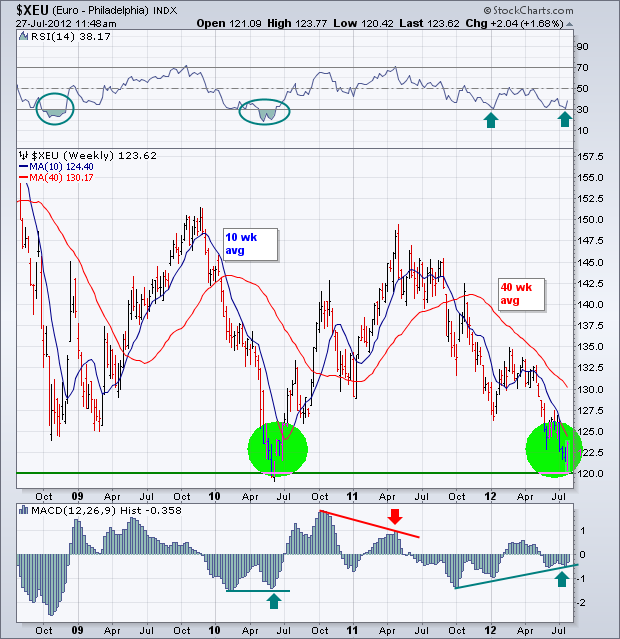 $XEU (Euro - Philadelphia) INDX © StockCharts.com
27-Jul-2012 11:48am Open 121.09 High 123.77 Low 120.42 Last 123.62 Chg +2.04 (+1.68%)
RSI(14) 38.17
90
70
50
30
10
$XEU (Weekly) 123.62
MA(10) 124.40
MA(40) 130.17
157.5
155.0
152.5
150.0
147.5
145.0
142.5
140.0
137.5
135.0
132.5
130.0
127.5
125.0
122.5
120.0
10 wk
avg
40 wk
avg
Oct 09 Apr Jul Oct 10 Apr Jul Oct 11 Apr Jul Oct 12 Apr Jul
MACD(12,26,9) Hist -0.358
1
0
-1
-2
Oct 09 Apr Jul Oct 10 Apr Jul Oct 11 Apr Jul Oct 12 Apr Jul